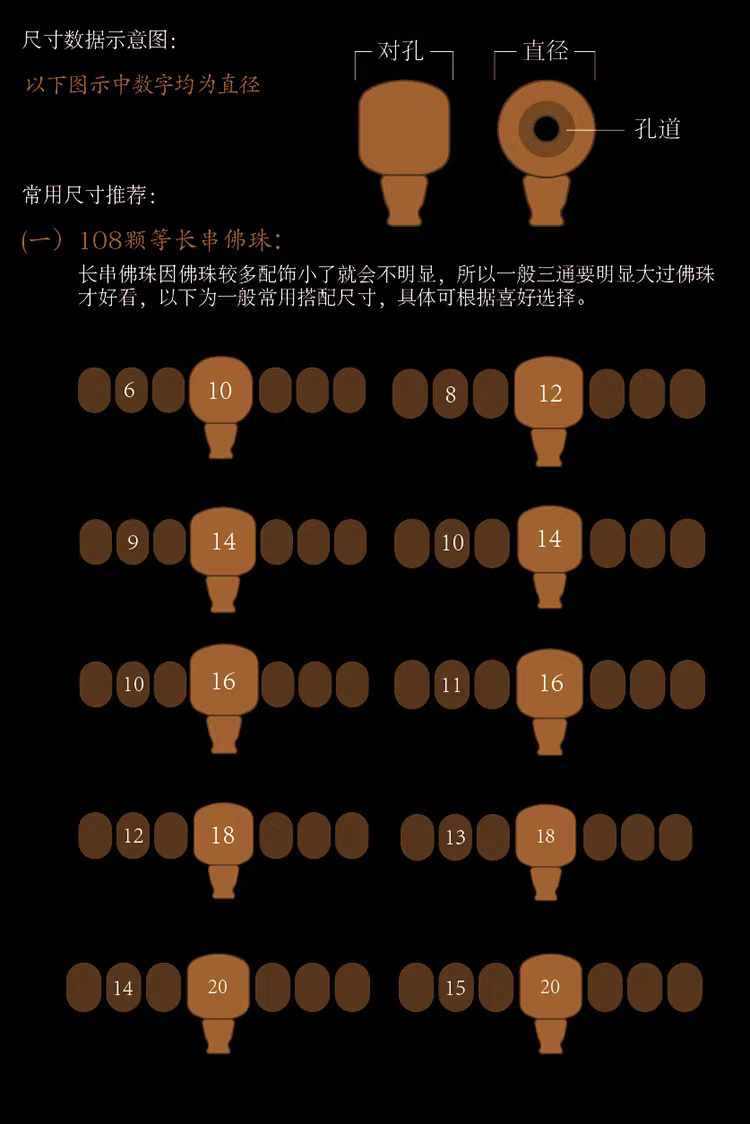 尺寸数据示意图:
对孔
直径
以下图示中数字均为直径
孔道
常用尺寸推荐:
(一) 108颗等长串佛珠:
长串佛珠因佛珠较多配饰小了就会不明显，所以一般三通要明显大过佛珠
才好看，以下为一般常用搭配尺寸，具体可根据喜好选择。
6 10 8 12
9 14 10 14
10 16 11 16
12 18 13 18
14 20 15 20